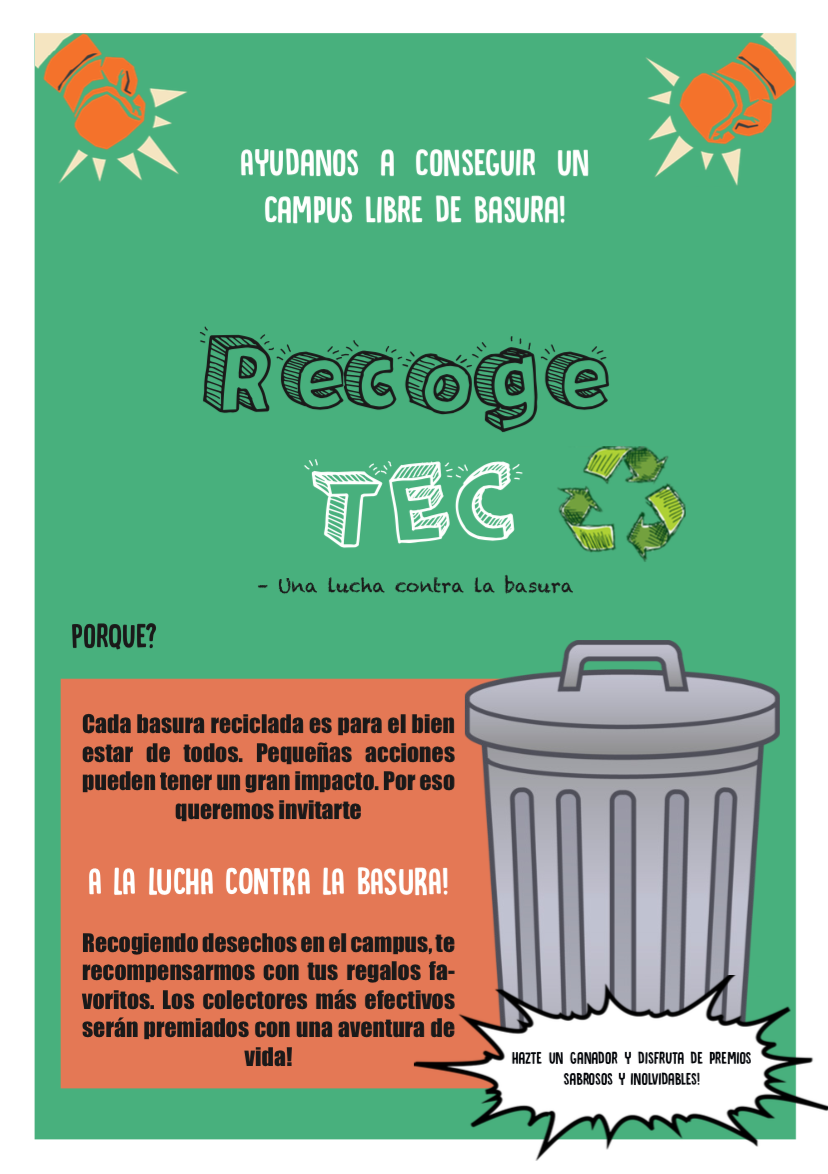 AYUDANOS A CONSEGUIR UN
CAMPUS LIBRE DE BASURA!
Recoge
TEC
- Una lucha contra la basura
PORQUE?
Cada basura reciclada es para el bien
estar de todos. Pequeñas acciones
pueden tener un gran impacto. Por eso
queremos invitarte
A LA LUCHA CONTRA LA BASURA!
Recogiendo desechos en el campus, te
recompensarmos con tus regalos fa-
voritos. Los colectores más efectivos
serán premiados con una aventura de
vida!
HAZTE UN GANADOR Y DISFRUTA DE PREMIOS
SABROSOS Y INOLVIDABLES!